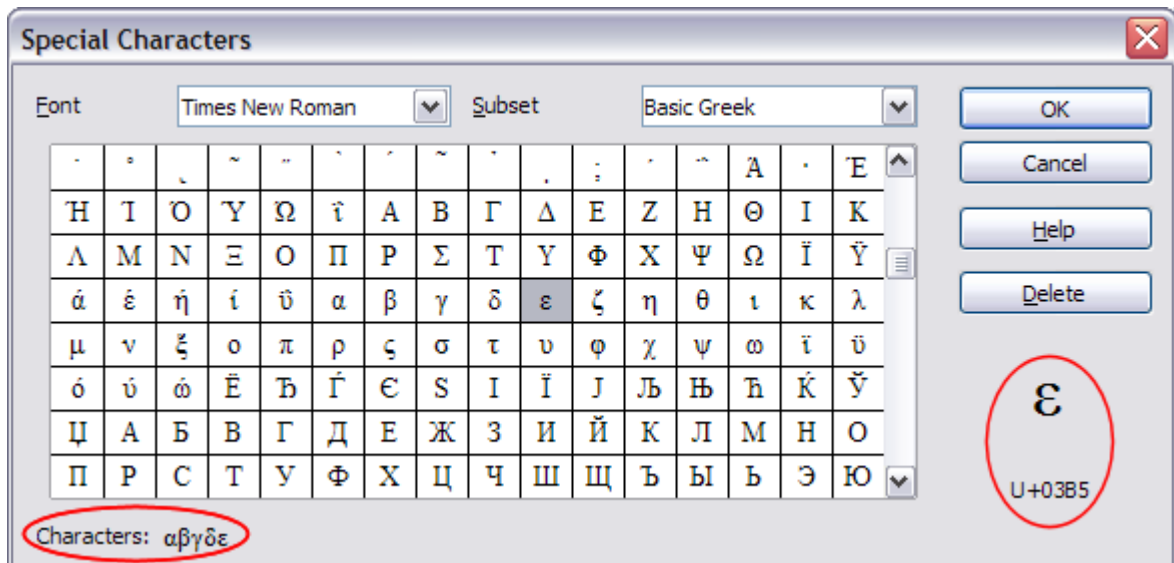 Special Characters
Font Times New Roman Subset Basic Greek OK
Cancel
Help
Delete
Ή Ί Ό Ύ Ώ ΐ Α Β Γ Δ Ε Ζ Η Θ Ι Κ
Λ Μ Ν Ξ Ο Π Ρ Σ Τ Υ Φ Χ Ψ Ω Ϊ Ϋ
ά έ ή ί ΰ α β γ δ ε ζ η θ ι κ λ
μ ν ξ ο π ρ ς σ τ υ φ χ ψ ω ϊ ϋ
ό ύ ώ Ё Ђ Ѓ Є Ѕ І Ї Ј Љ Њ Ћ Ќ Ў
Џ А Б В Г Д Е Ж З И Й К Л М Н О
П Р С Т У Ф Х Ц Ч Ш Щ Ъ Ы Ь Э Ю
ε
U+03B5
Characters: αβγδε